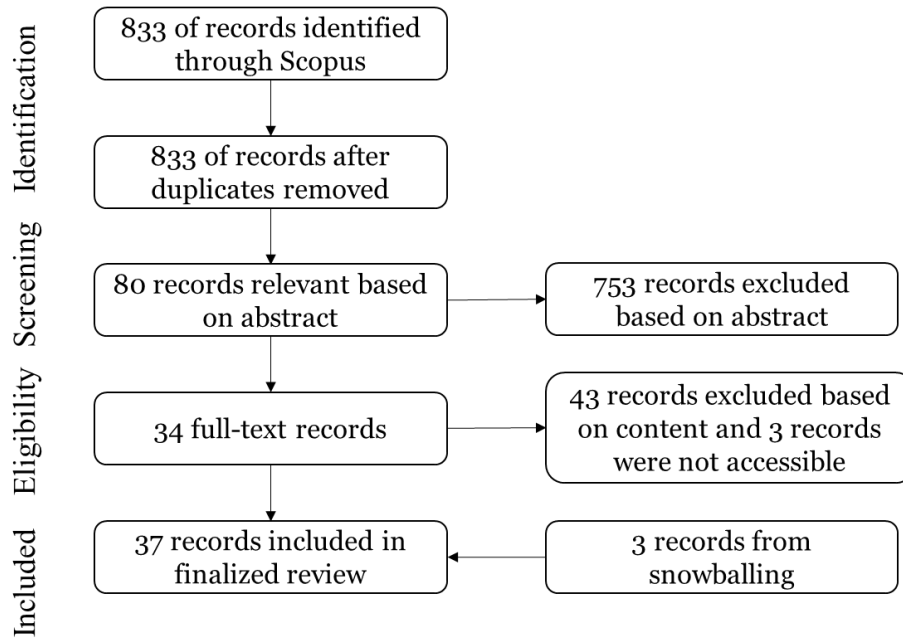 Identification
833 of records identified
through Scopus
833 of records after
duplicates removed
Screening
80 records relevant based
on abstract
753 records excluded
based on abstract
Eligibility
34 full-text records
43 records excluded based
on content and 3 records
were not accessible
Included
37 records included in
finalized review
3 records from
snowballing